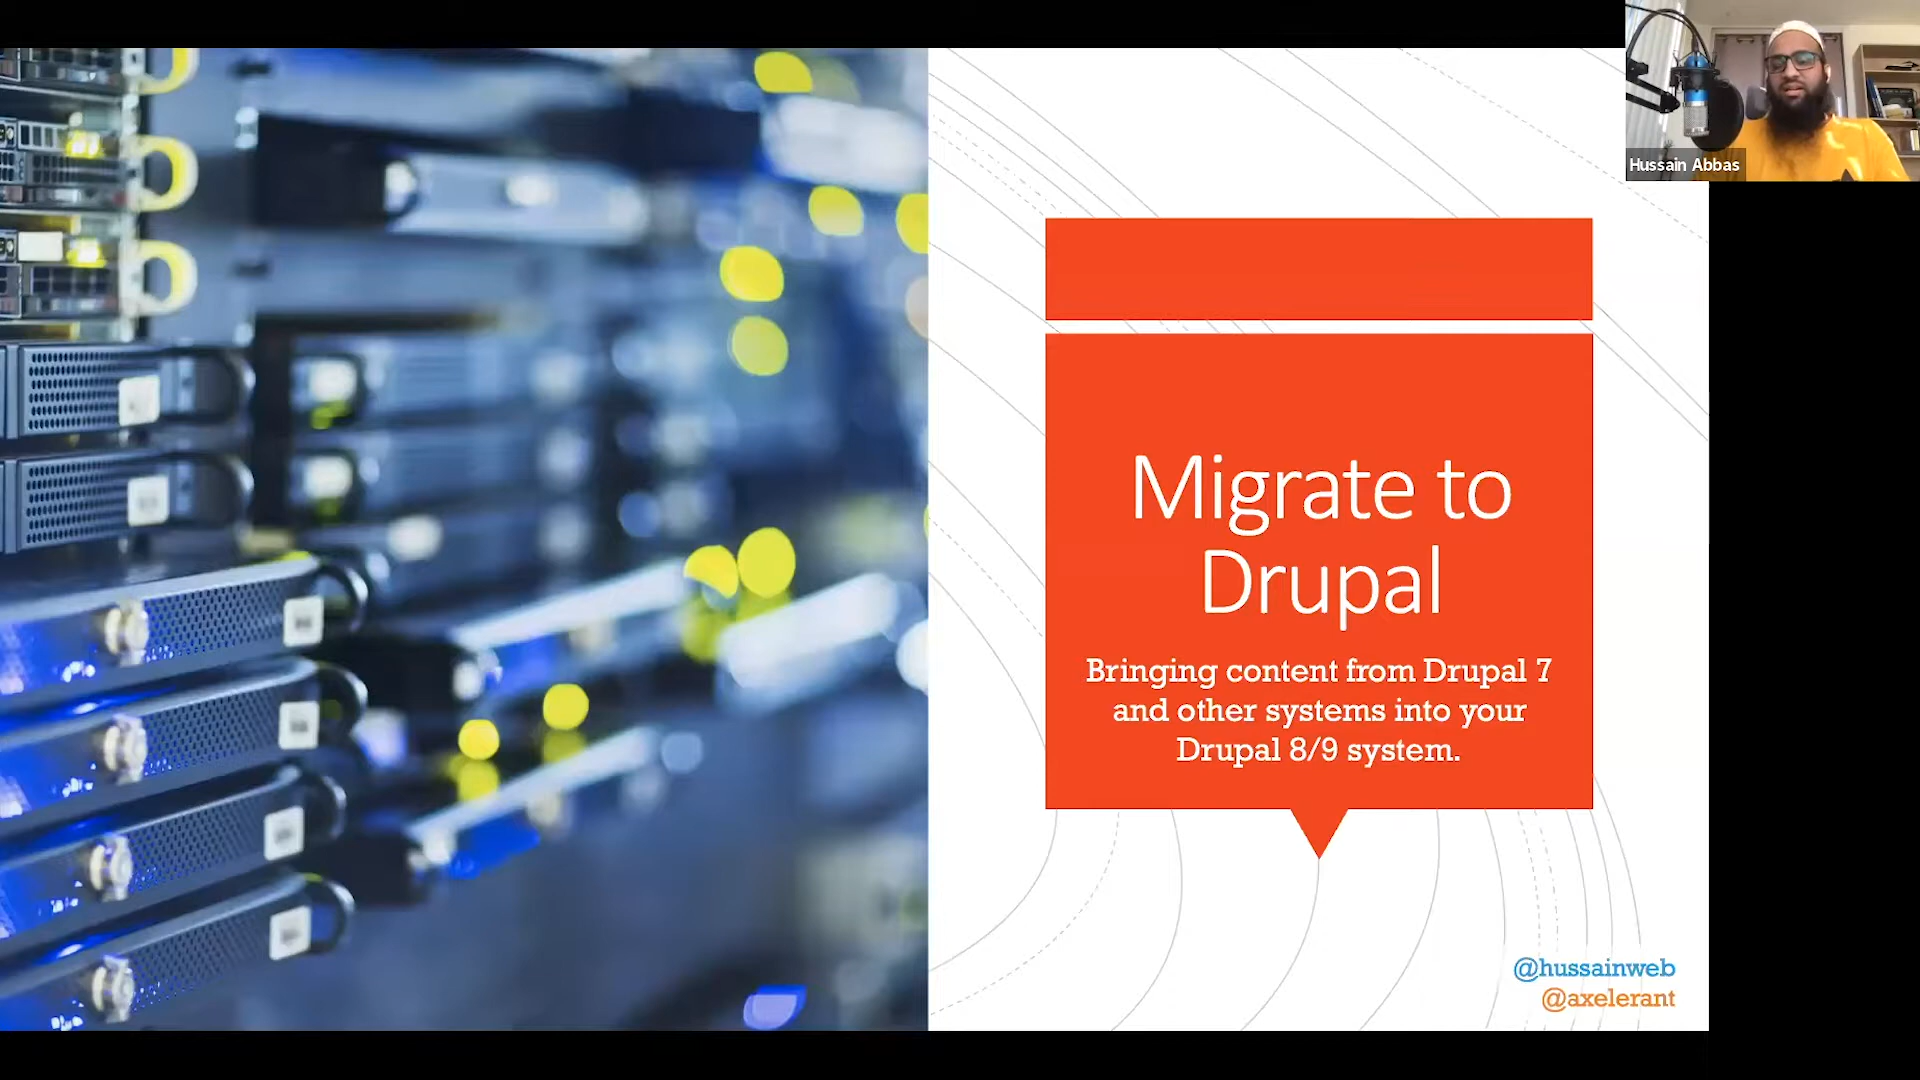 Hussain Abbas
Migrate to
Drupal
Bringing content from Drupal 7
and other systems into your
Drupal 8/9 system.
@hussainweb
@axelerant